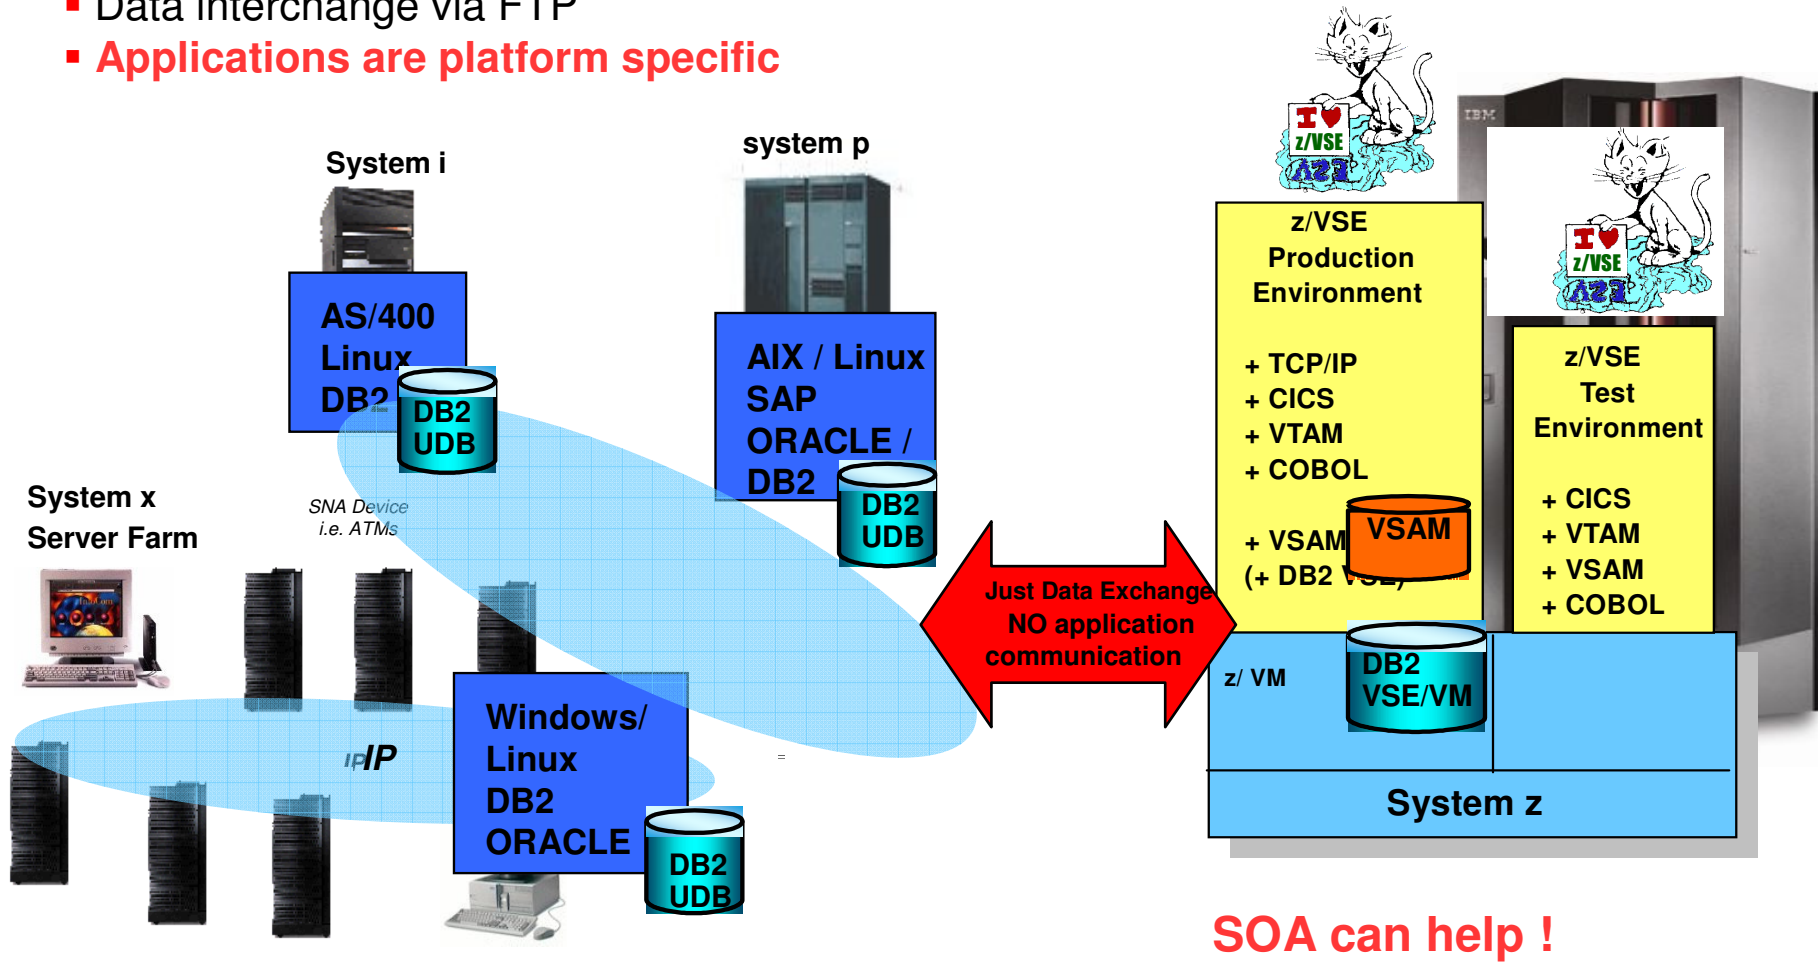 ▪ Data interchange via FTP
▪ Applications are platform specific
System i
system p
IBM
I ♥
z/VSE
I ♥
z/VSE
AS/400
Linux
DB2
DB2
UDB
AIX / Linux
SAP
ORACLE /
DB2
DB2
UDB
z/VSE
Production
Environment
+ TCP/IP
+ CICS
+ VTAM
+ COBOL
+ VSAM
(+ DB2 VSE)
VSAM
z/VSE
Test
Environment
+ CICS
+ VTAM
+ VSAM
+ COBOL
System x
Server Farm
SNA Device
i.e. ATMs
Just Data Exchange
NO application
communication
z/ VM
DB2
VSE/VM
System z
IP IP
Windows/
Linux
DB2
ORACLE
DB2
UDB
=
SOA can help !